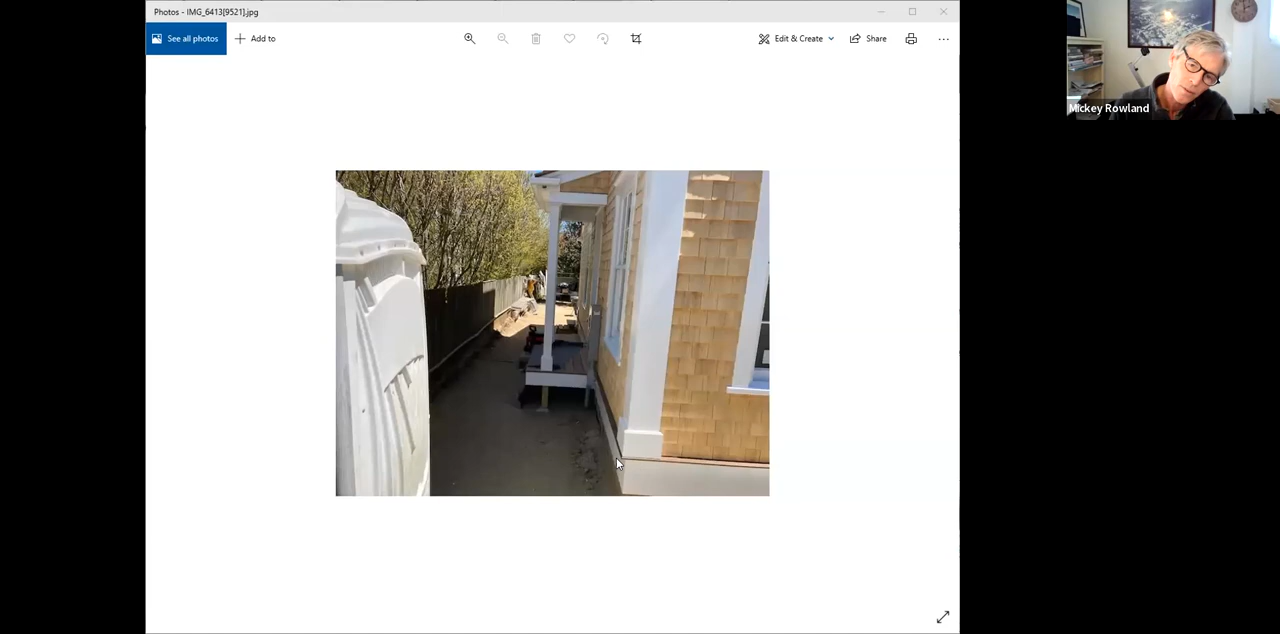 Photos - IMG_6413[9521].jpg
See all photos
Add to
Edit & Create
Share
Mickey Rowland